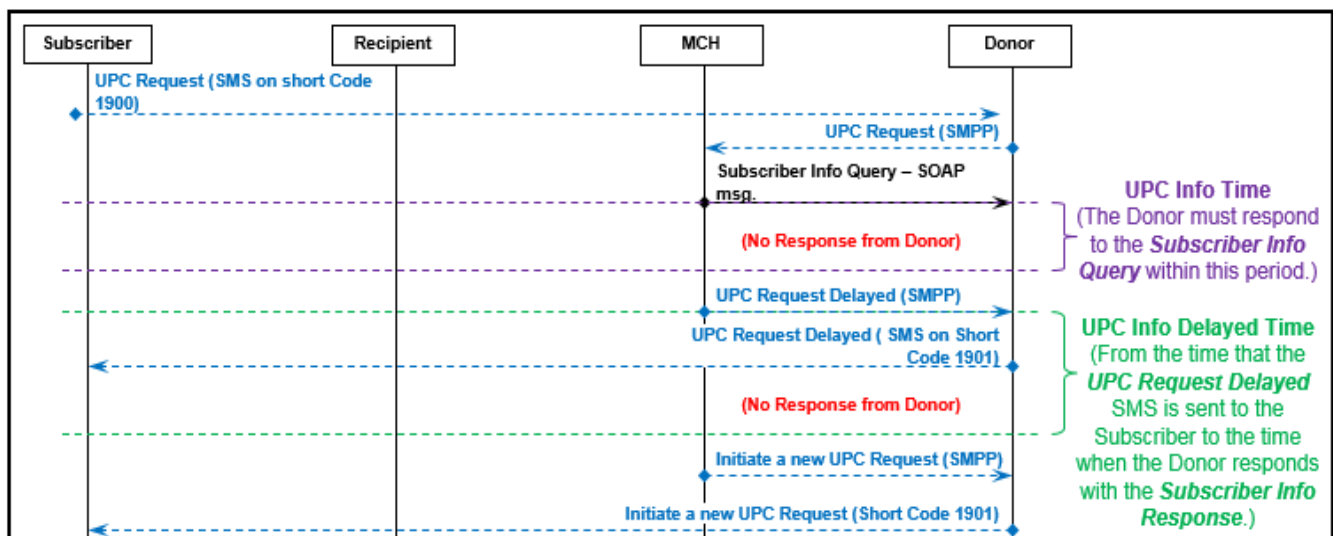 Subscriber
Recipient
MCH
Donor
UPC Request (SMS on short Code
1900)
UPC Request (SMPP)
Subscriber Info Query – SOAP
msg.
(No Response from Donor)
UPC Info Time
(The Donor must respond
to the Subscriber Info
Query within this period.)
UPC Request Delayed (SMPP)
UPC Request Delayed ( SMS on Short
Code 1901)
(No Response from Donor)
UPC Info Delayed Time
(From the time that the
UPC Request Delayed
SMS is sent to the
Subscriber to the time
when the Donor responds
with the Subscriber Info
Response.)
Initiate a new UPC Request (SMPP)
Initiate a new UPC Request (Short Code 1901)